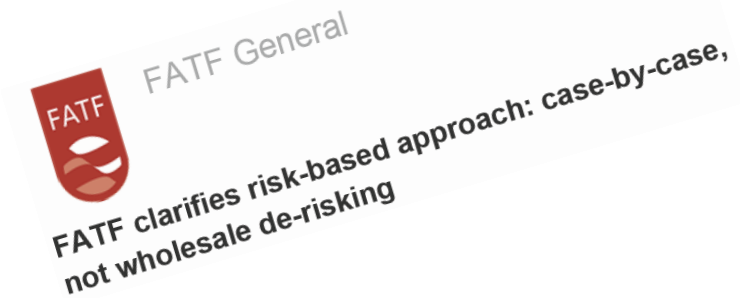 FATF General
FATF
FATF clarifies risk-based approach: case-by-case,
not wholesale de-risking